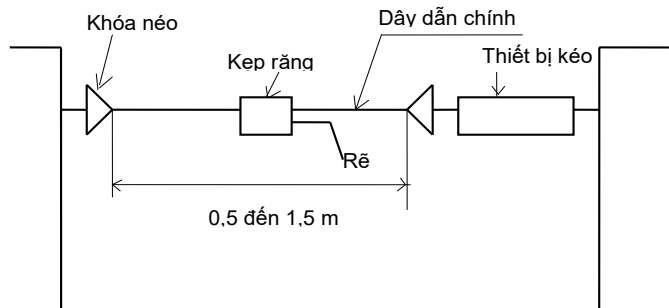 Khóa néo
Dây dẫn chính
Kẹp răng
Thiết bị kéo
Rẽ
0,5 đến 1,5 m